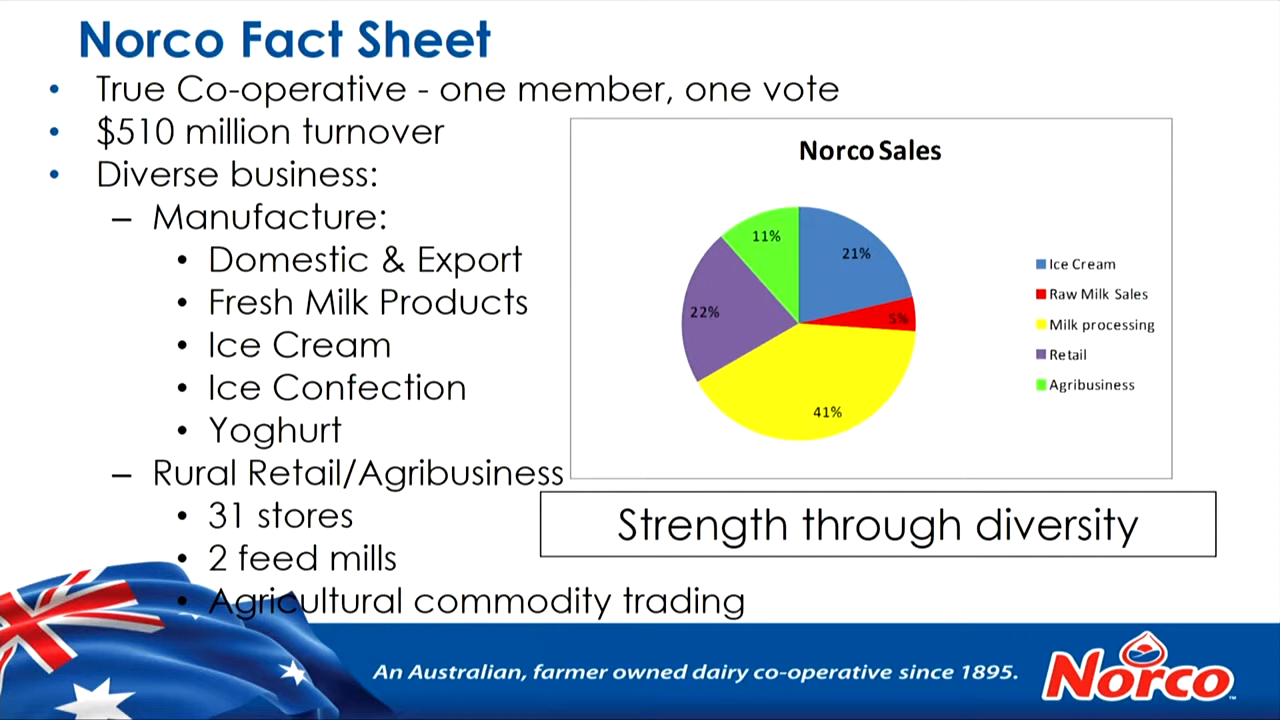 Norco Fact Sheet
• True Co-operative - one member, one vote
• $510 million turnover
• Diverse business:
– Manufacture:
• Domestic & Export
• Fresh Milk Products
• Ice Cream
• Ice Confection
• Yoghurt
– Rural Retail/Agribusiness
• 31 stores
• 2 feed mills
• Agricultural commodity trading
Norco Sales
11%
21%
22%
5%
41%
Ice Cream
Raw Milk Sales
Milk processing
Retail
Agribusiness
Strength through diversity
An Australian, farmer owned dairy co-operative since 1895.
Norco